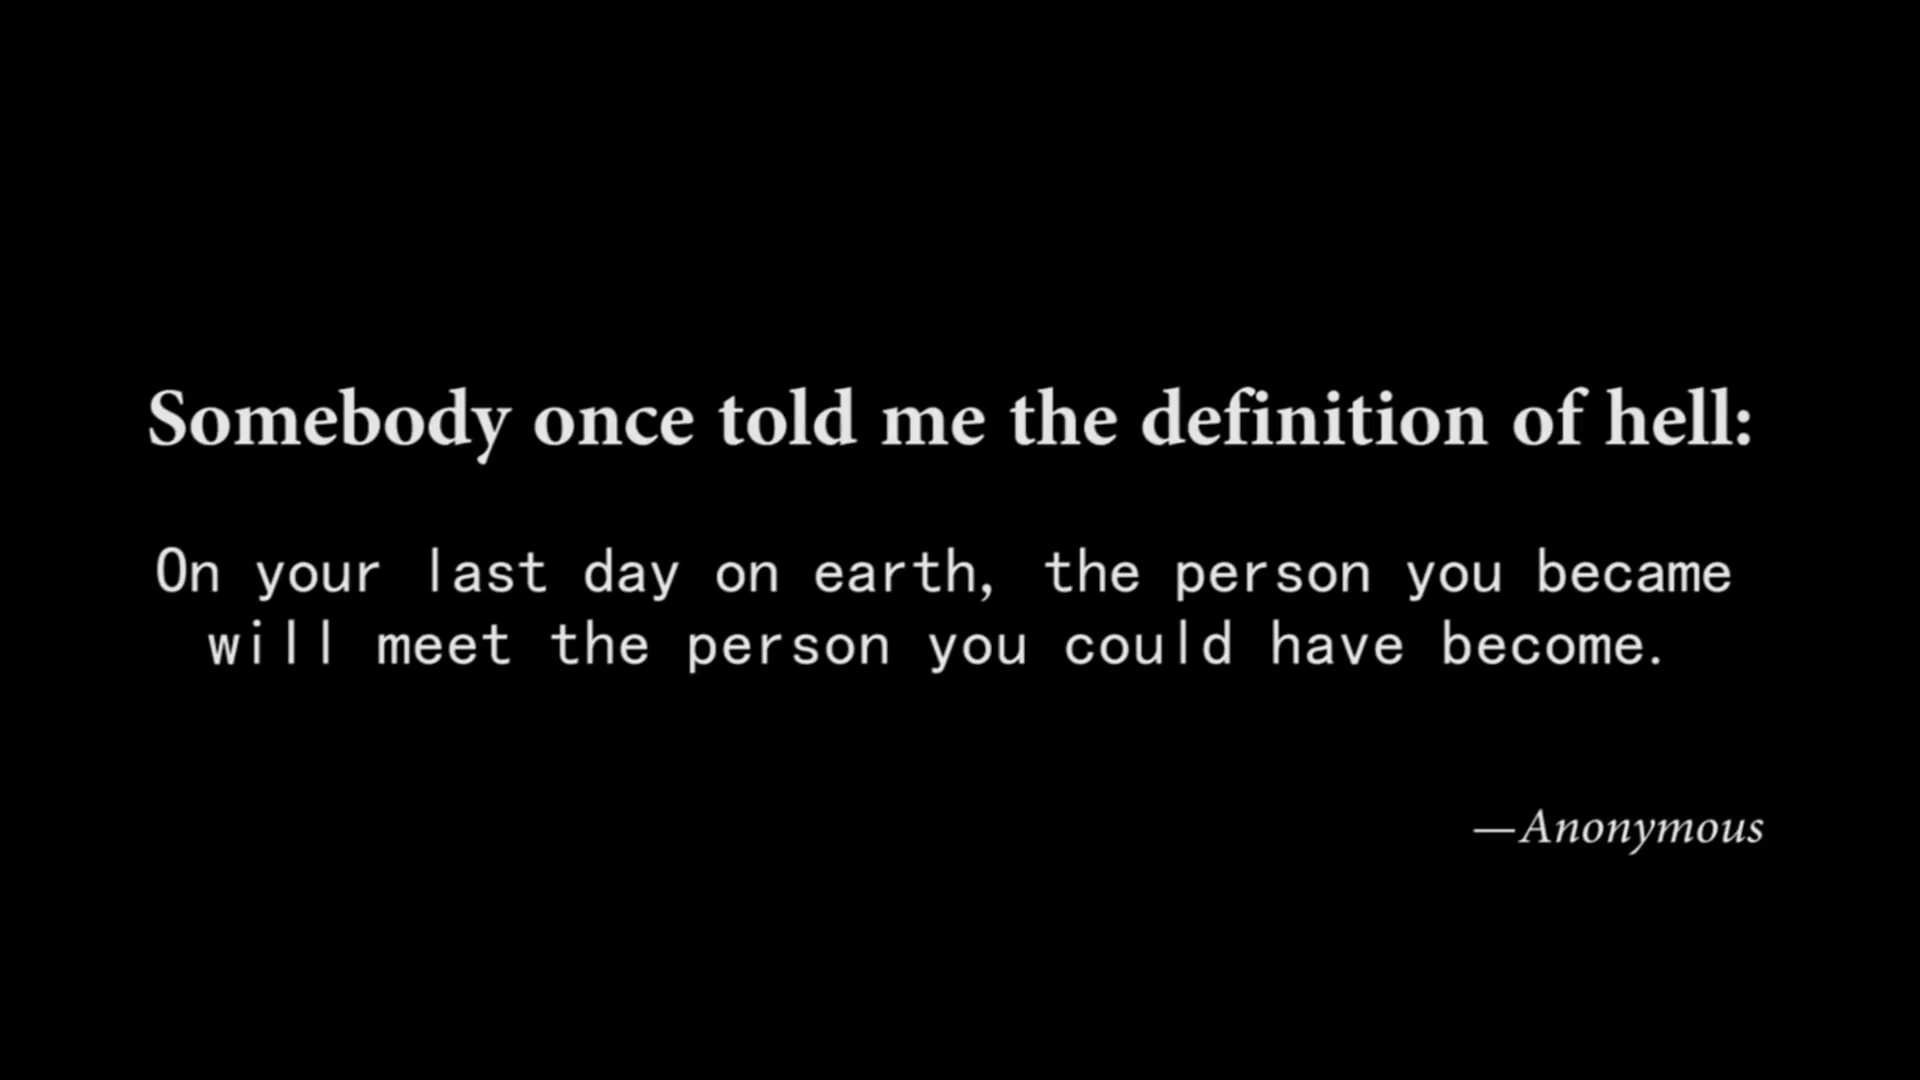 Somebody once told me the definition of hell:
On your last day on earth, the person you became
will meet the person you could have become.
—Anonymous